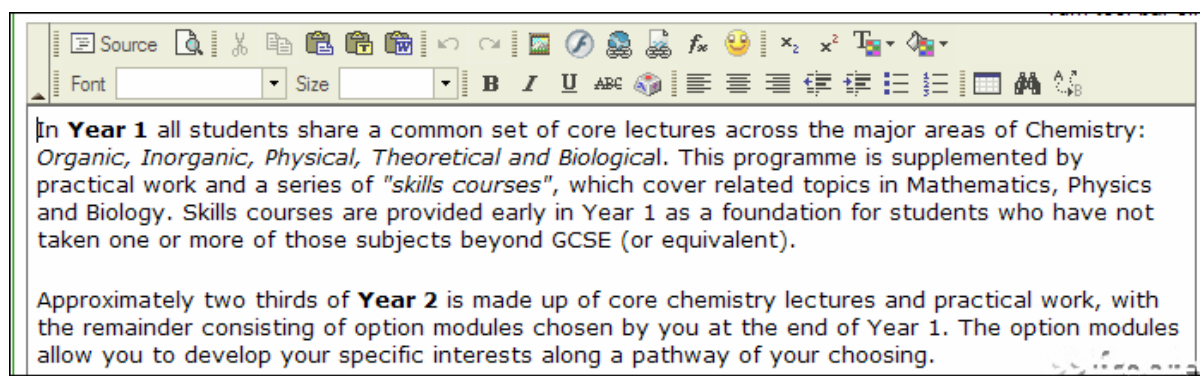 Source
Font Size
In Year 1 all students share a common set of core lectures across the major areas of Chemistry:
Organic, Inorganic, Physical, Theoretical and Biological. This programme is supplemented by
practical work and a series of "skills courses", which cover related topics in Mathematics, Physics
and Biology. Skills courses are provided early in Year 1 as a foundation for students who have not
taken one or more of those subjects beyond GCSE (or equivalent).
Approximately two thirds of Year 2 is made up of core chemistry lectures and practical work, with
the remainder consisting of option modules chosen by you at the end of Year 1. The option modules
allow you to develop your specific interests along a pathway of your choosing.